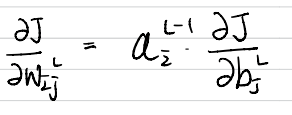 ∂J/∂w_{ij}^L = a_i^{L-1} · ∂J/∂b_j^L